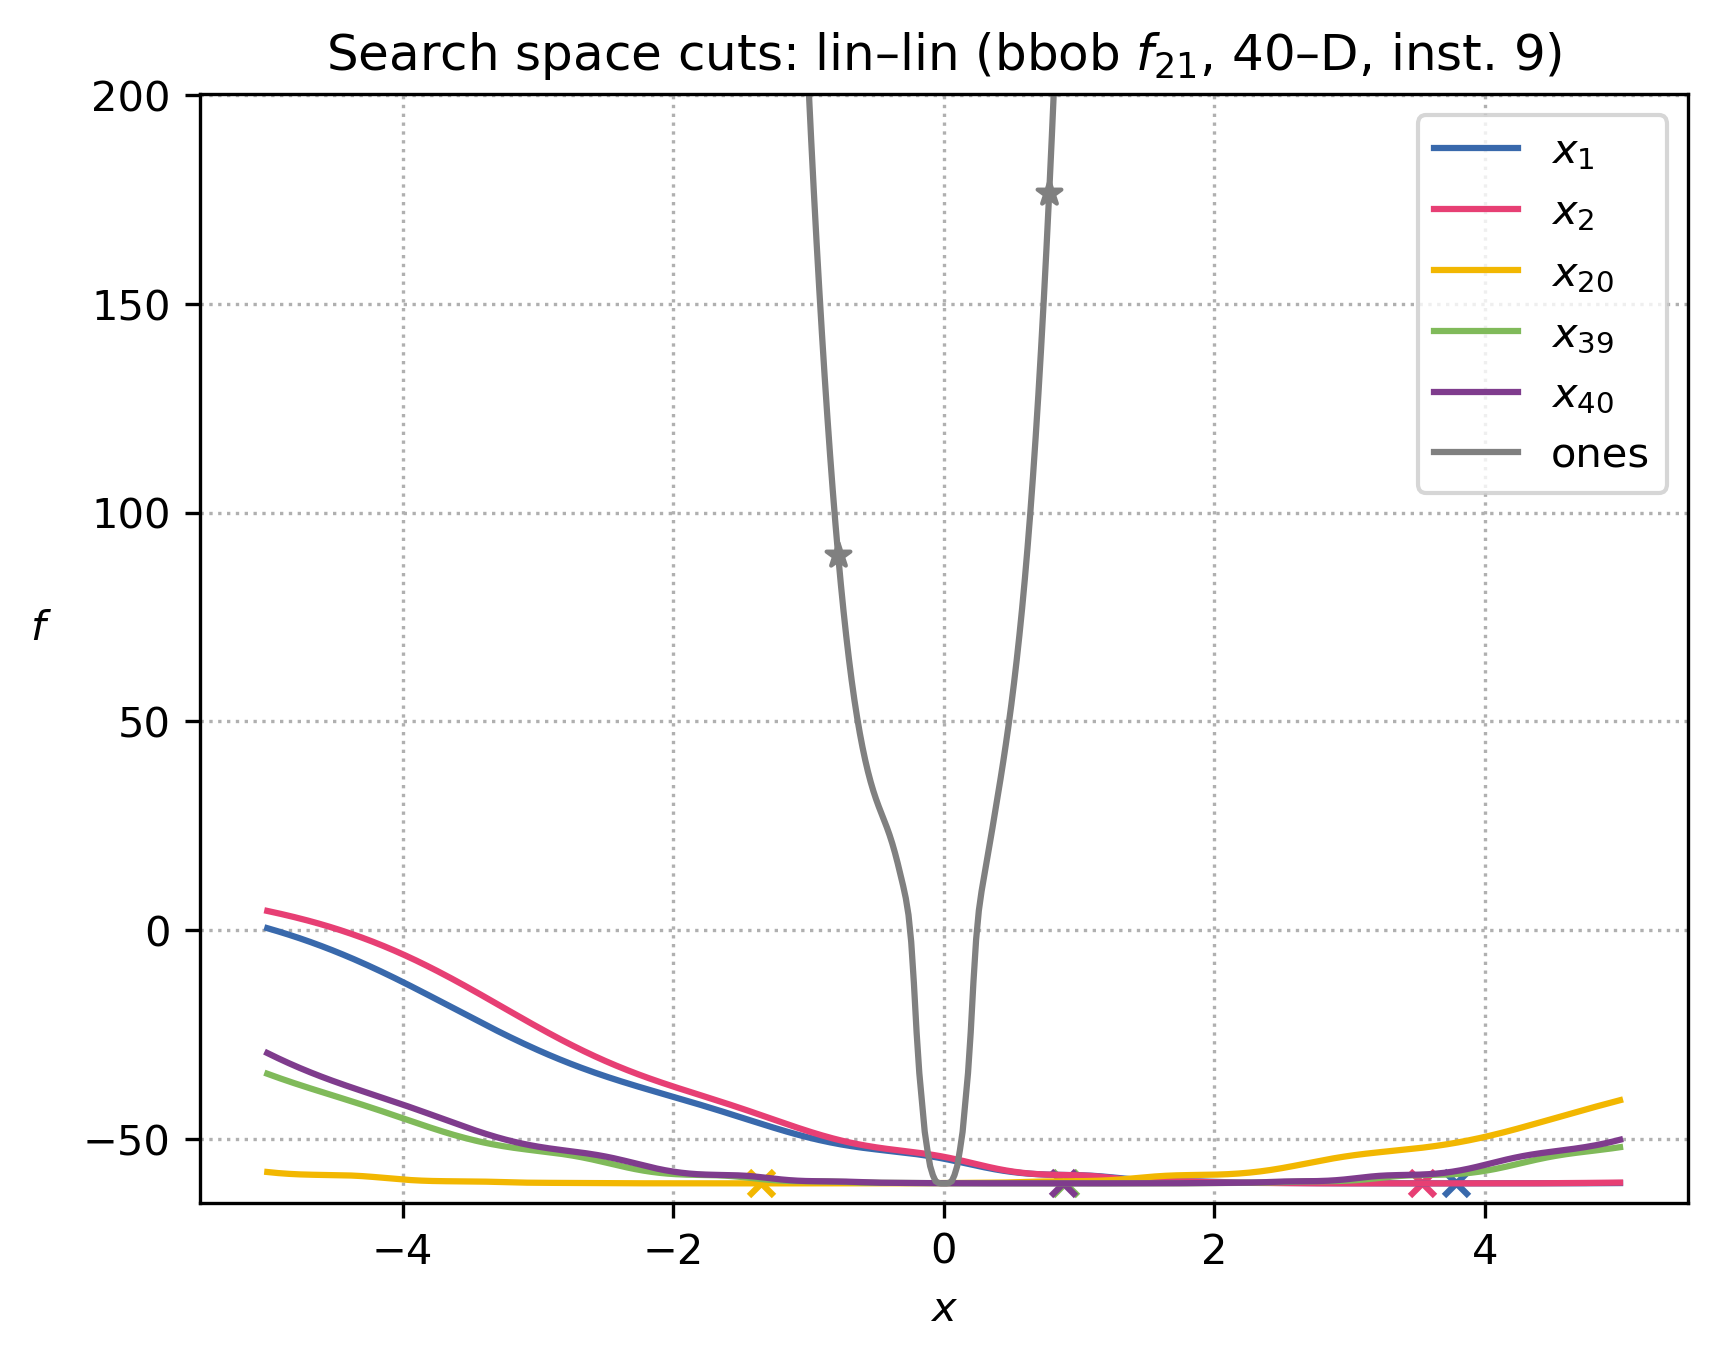 Search space cuts: lin–lin (bbob f21, 40–D, inst. 9)
200
150
100
50
0
−50
f
−4
−2
0
2
4
x
x1
x2
x20
x39
x40
ones